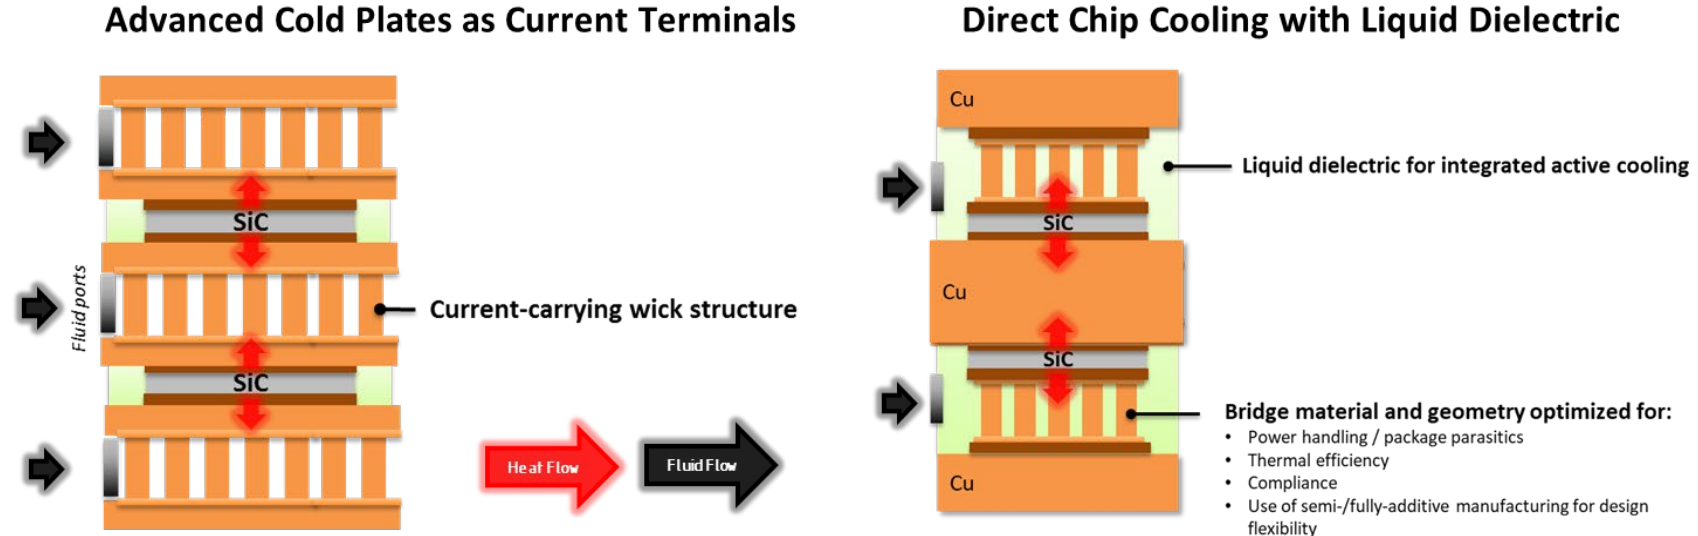 Advanced Cold Plates as Current Terminals
SiC
Fluid ports
Current-carrying wick structure
SiC
Heat Flow
Fluid Flow
Direct Chip Cooling with Liquid Dielectric
Cu
Liquid dielectric for integrated active cooling
SiC
Cu
SiC
Bridge material and geometry optimized for:
• Power handling / package parasitics
• Thermal efficiency
• Compliance
• Use of semi-/fully-additive manufacturing for design
flexibility
Cu